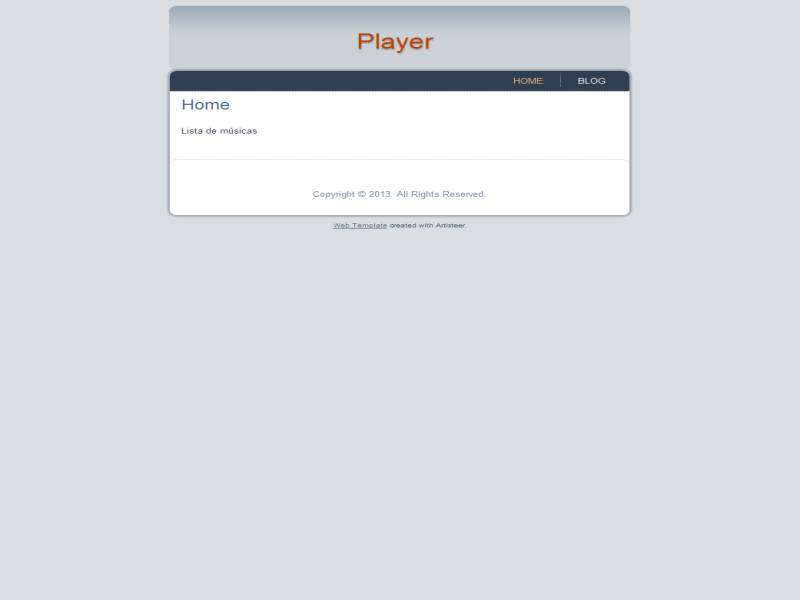 Player
HOME
BLOG
Home
Lista de músicas
Copyright © 2013. All Rights Reserved.
Web Template created with Artisteer.